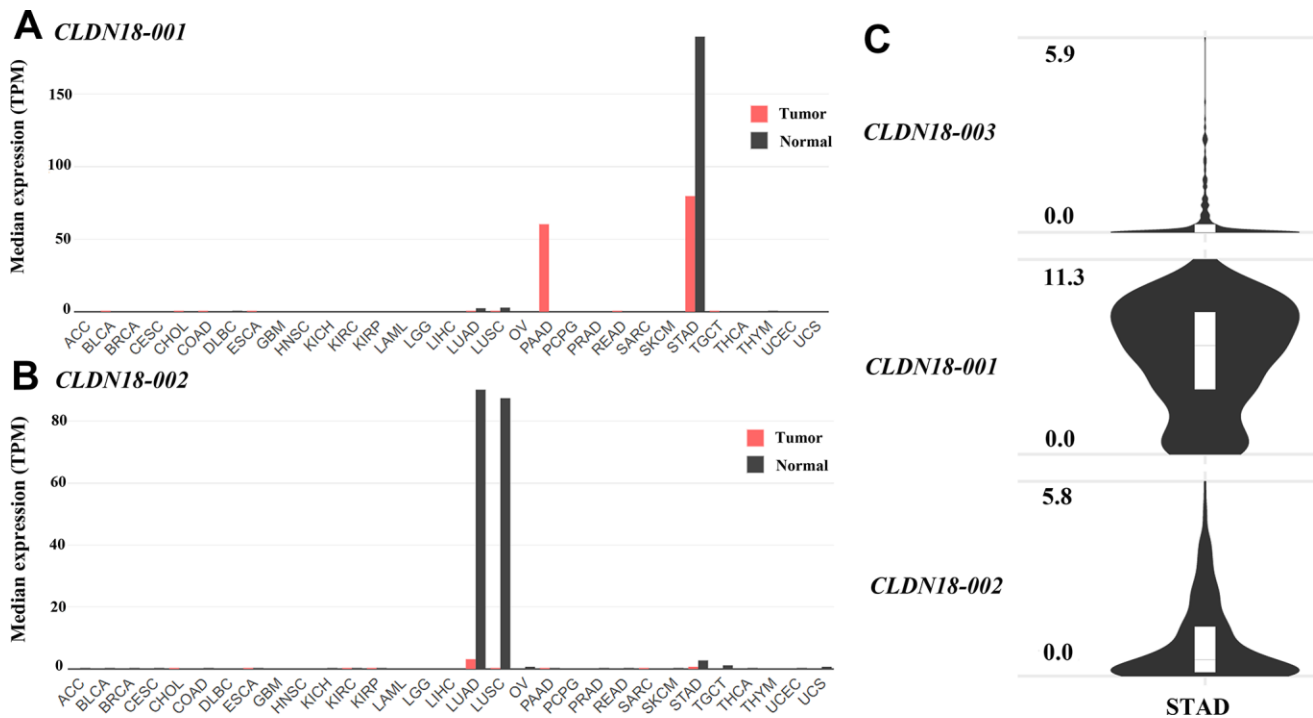 A
CLDN18-001
Median expression (TPM)
150
100
50
0
Tumor
Normal
ACC BLCA BRCA CESC CHOL COAD DLBC ESCA GBM HNSC KICH KIRC KIRP LAML LGG LIHC LUAD LUSC OV PAAD PCPG PRAD READ SARC SKCM STAD TGCT THCA THYM UCEC UCS
B
CLDN18-002
Median expression (TPM)
80
60
40
20
0
Tumor
Normal
ACC BLCA BRCA CESC CHOL COAD DLBC ESCA GBM HNSC KICH KIRC KIRP LAML LGG LIHC LUAD LUSC OV PAAD PCPG PRAD READ SARC SKCM STAD TGCT THCA THYM UCEC UCS
C
5.9
CLDN18-003
0.0
11.3
CLDN18-001
0.0
5.8
CLDN18-002
0.0
STAD